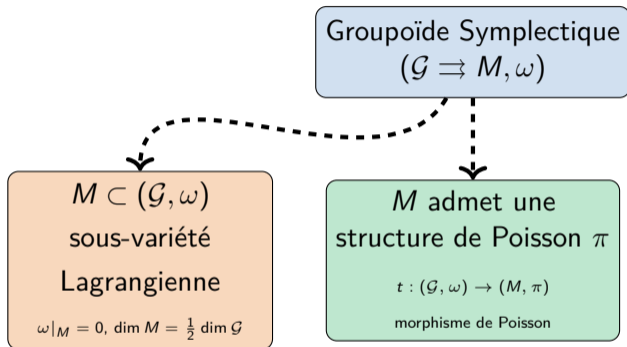 Groupoïde Symplectique
(𝒢 ⇉ M, ω)
M ⊂ (𝒢, ω)
sous-variété
Lagrangienne
ω|_M = 0, dim M = ½ dim 𝒢
M admet une
structure de Poisson π
t : (𝒢, ω) → (M, π)
morphisme de Poisson